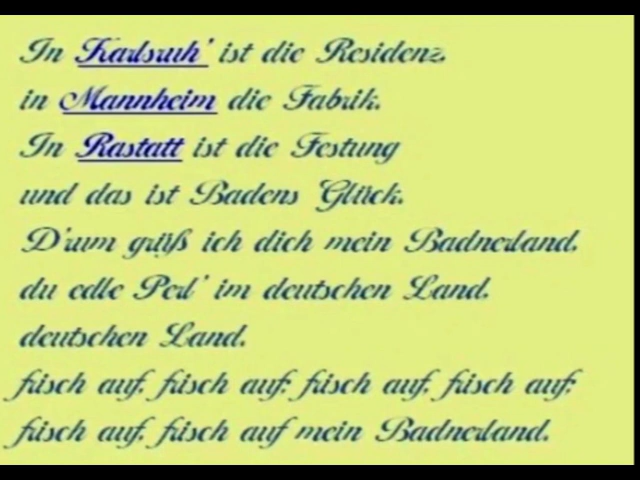 In Karlsruh' ist die Residenz,
in Mannheim die Fabrik.
In Rastatt ist die Festung
und das ist Badens Glück.
D'rum grüß ich dich mein Badnerland,
du edle Perl' im deutschen Land,
deutschen Land.
frisch auf, frisch auf; frisch auf, frisch auf;
frisch auf, frisch auf mein Badnerland.